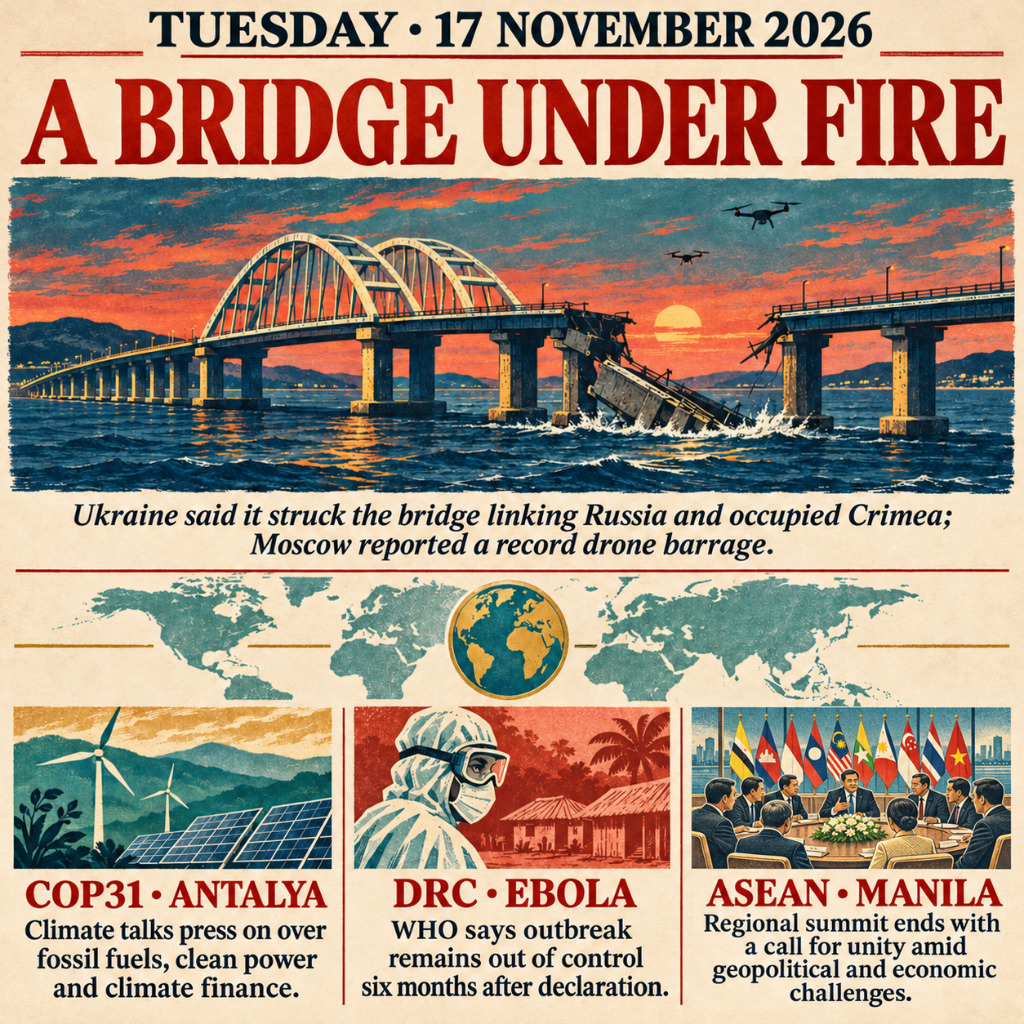 TUESDAY · 17 NOVEMBER 2026
A BRIDGE UNDER FIRE
Ukraine said it struck the bridge linking Russia and occupied Crimea;
Moscow reported a record drone barrage.
COP31 · ANTALYA
Climate talks press on over
fossil fuels, clean power
and climate finance.
DRC · EBOLA
WHO says outbreak
remains out of control
six months after declaration.
ASEAN · MANILA
Regional summit ends with
a call for unity amid
geopolitical and economic
challenges.